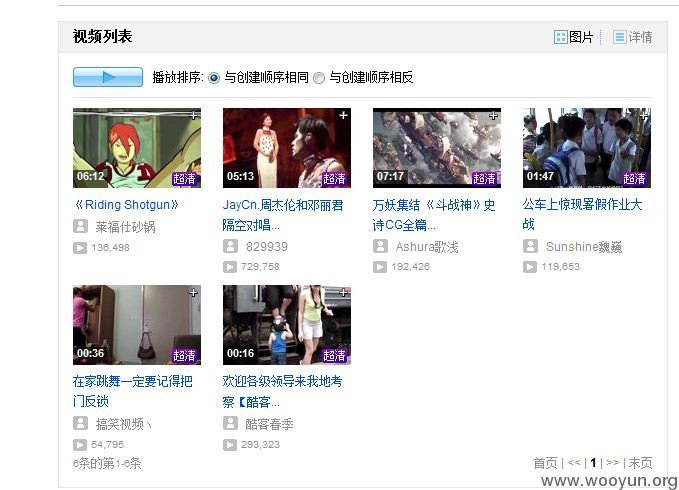 视频列表
图片
详情
播放排序: 与创建顺序相同 与创建顺序相反
06:12 超清
05:13 超清
07:17 超清
01:47 超清
《Riding Shotgun》
莱福仕砂锅
136,498
JayCn.周杰伦和邓丽君
隔空对唱...
829939
729,758
万妖集结《斗战神》史
诗CG全篇...
Ashura歌浅
192,426
公车上惊现暑假作业大
战
Sunshine魏巍
119,653
00:36 超清
00:16 超清
在家跳舞一定要记得把
门反锁
搞笑视频丶
54,795
欢迎各级领导来我地考
察【酷客...
酷客春季
293,323
6条的第1-6条
首页 | << | 1 | >> | 末页
www.wooyun.org